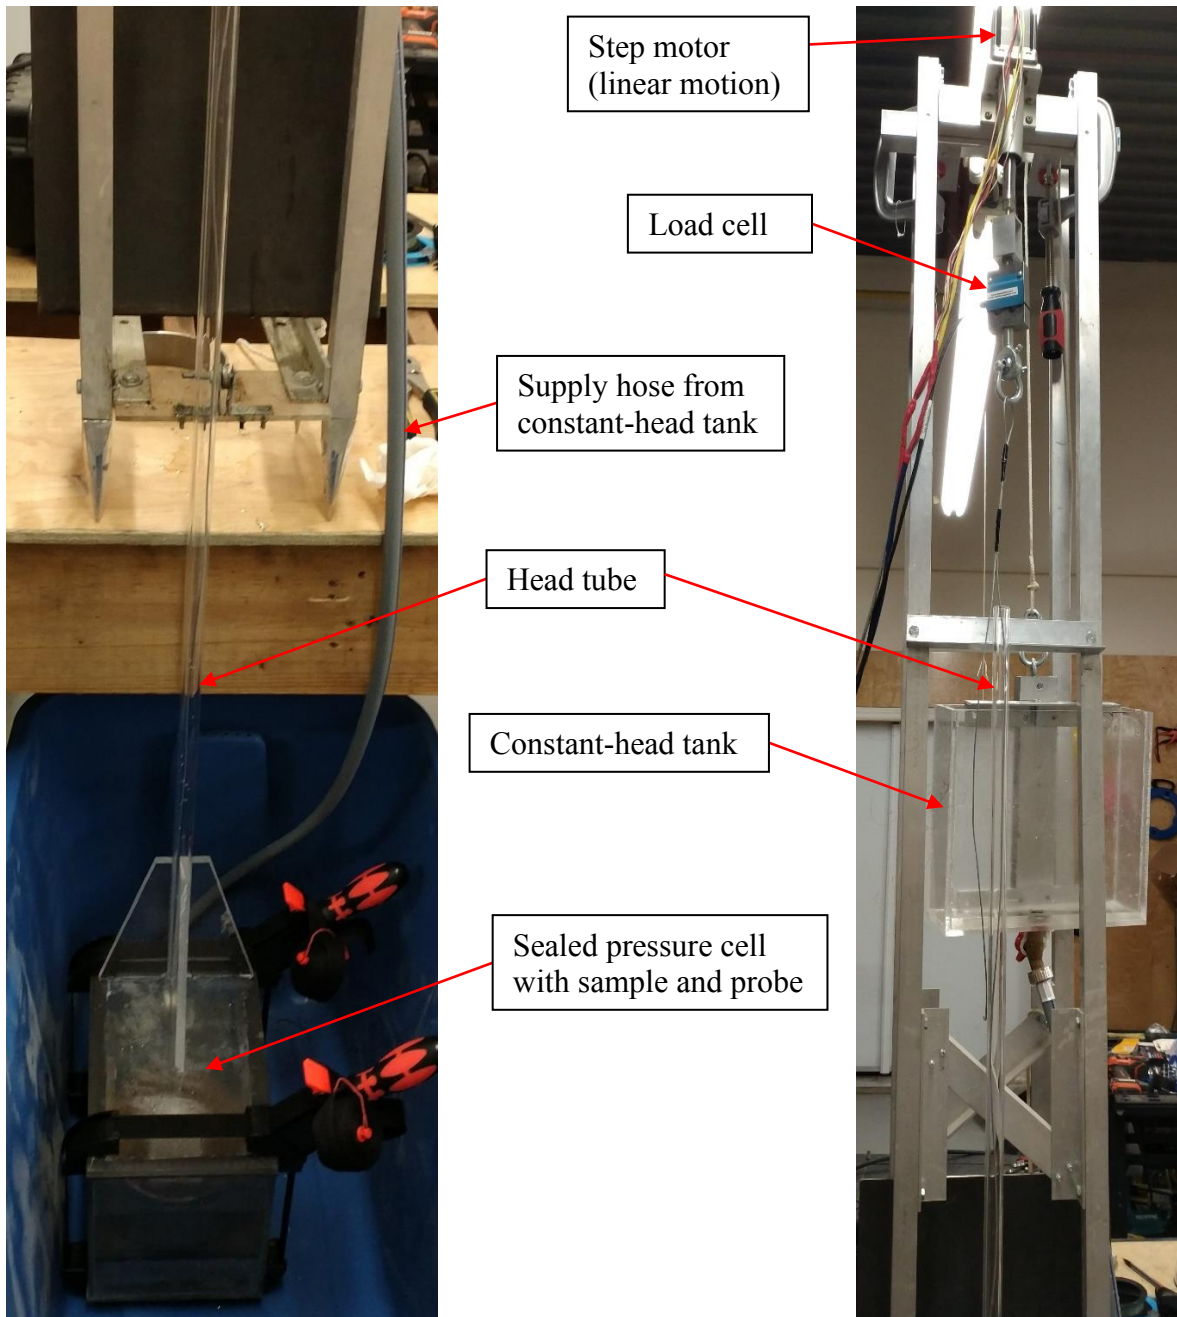 Step motor
(linear motion)
Load cell
Supply hose from
constant-head tank
Head tube
Constant-head tank
Sealed pressure cell
with sample and probe